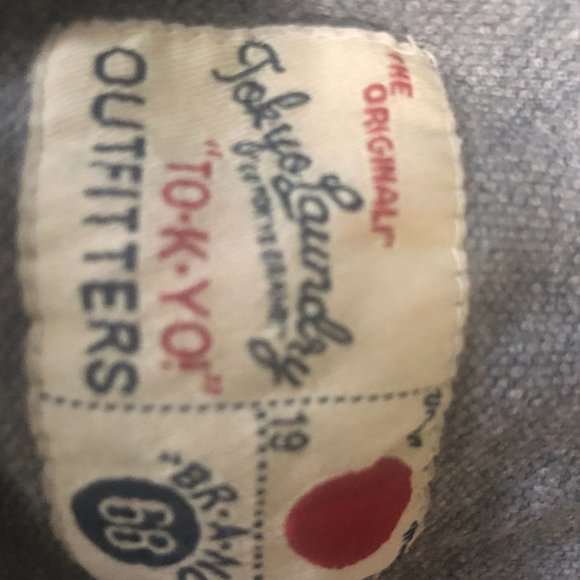 THE
ORIGINAL!
Tokyo Laundry
"TO·K·YO!"
OUTFITTERS
19
68